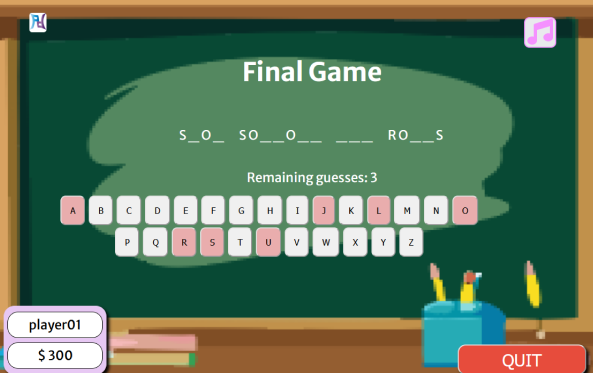 Final Game
S_O_ SO__O__ ___ RO__S
Remaining guesses: 3
A B C D E F G H I J K L M N O
P Q R S T U V W X Y Z
player01
$ 300
QUIT